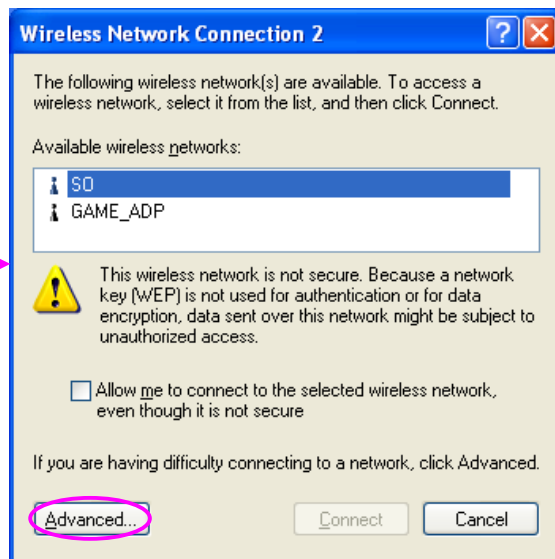 Wireless Network Connection 2
The following wireless network(s) are available. To access a
wireless network, select it from the list, and then click Connect.
Available wireless networks:
SO
GAME_ADP
This wireless network is not secure. Because a network
key (WEP) is not used for authentication or for data
encryption, data sent over this network might be subject to
unauthorized access.
Allow me to connect to the selected wireless network,
even though it is not secure
If you are having difficulty connecting to a network, click Advanced.
Advanced... Connect Cancel